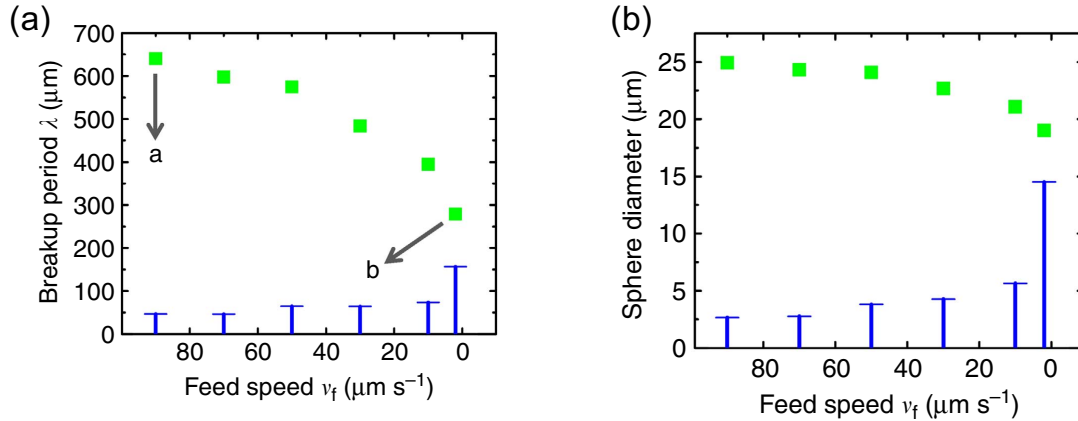 (a)
700
600
500
400
300
200
100
0
Breakup period λ (μm)
a
b
80 60 40 20 0
Feed speed vf (μm s⁻¹)
(b)
25
20
15
10
5
0
Sphere diameter (μm)
80 60 40 20 0
Feed speed vf (μm s⁻¹)